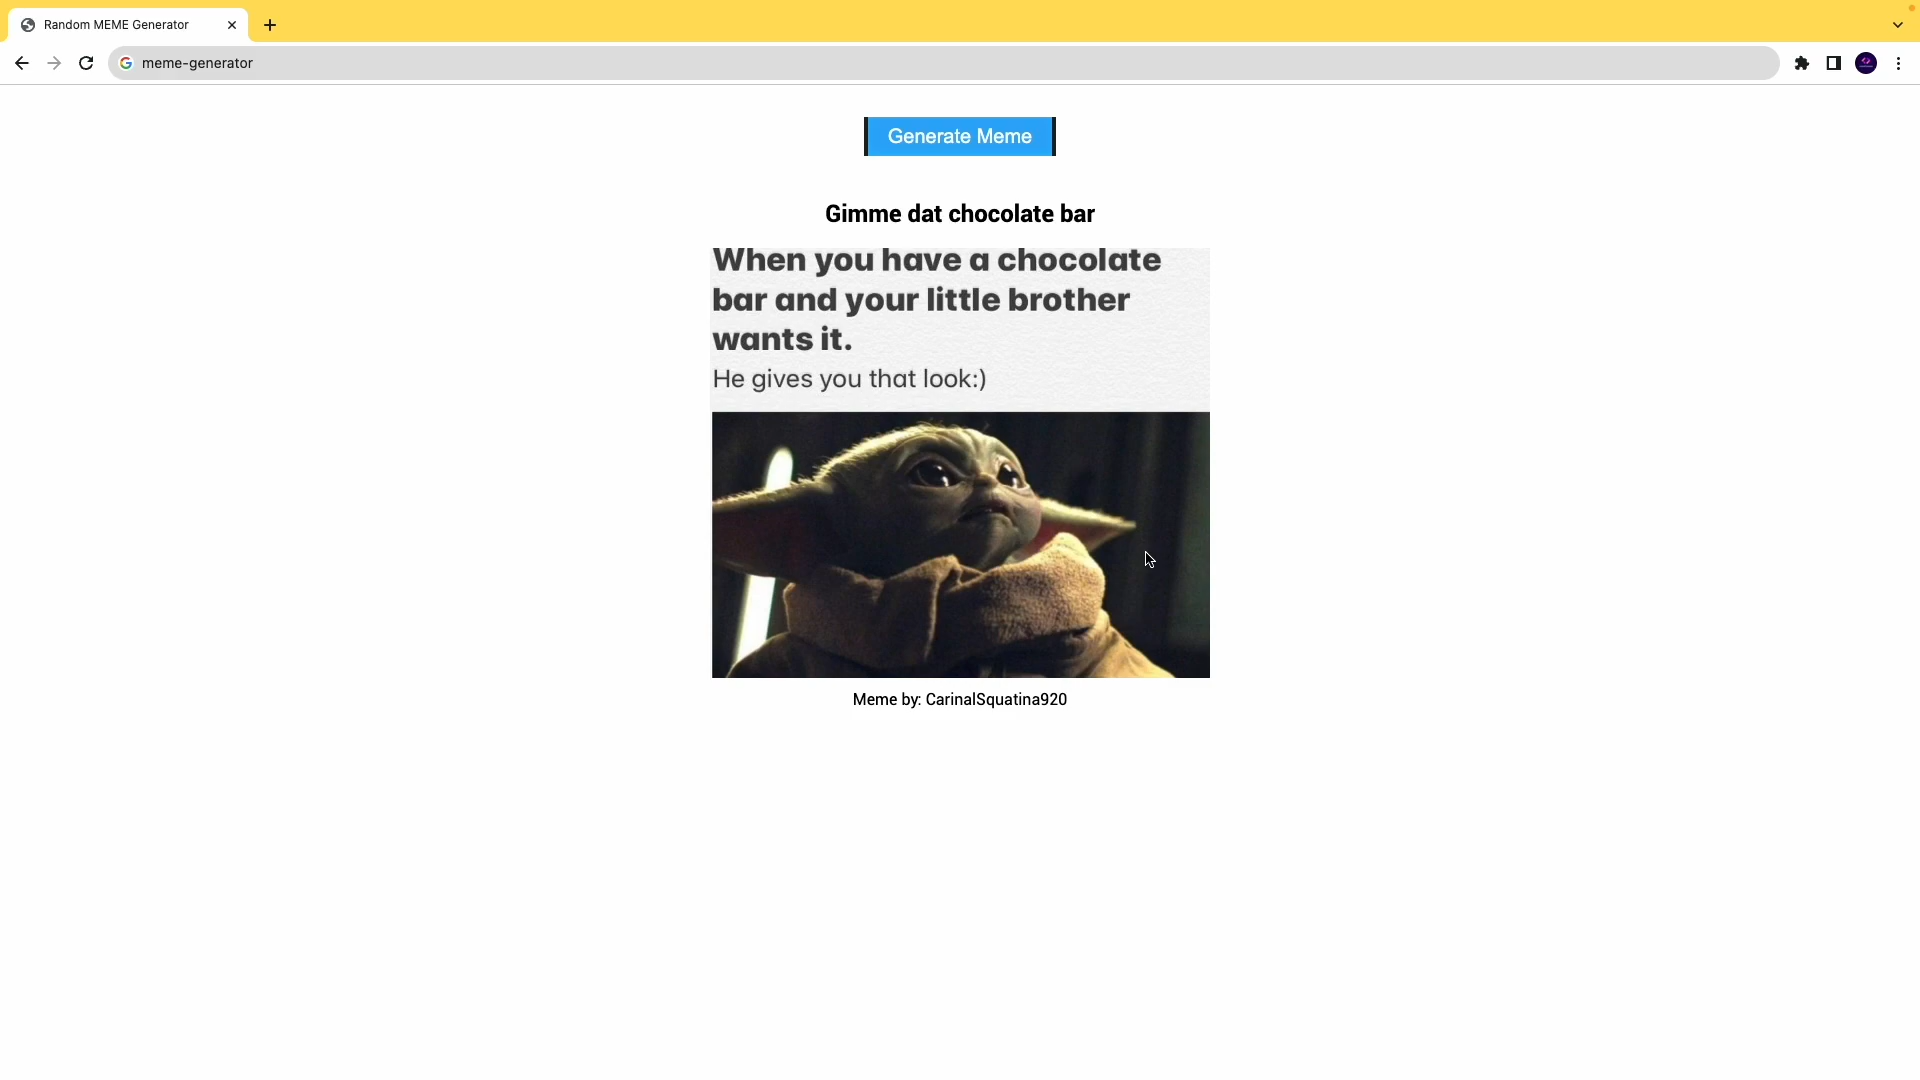 Random MEME Generator
meme-generator
Generate Meme
Gimme dat chocolate bar
When you have a chocolate
bar and your little brother
wants it.
He gives you that look:)
Meme by: CarinalSquatina920